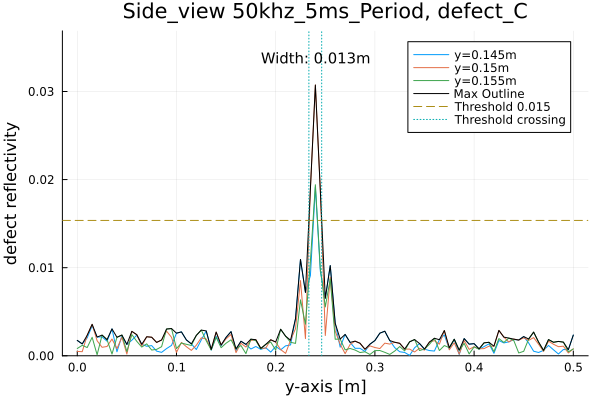 Side_view 50khz_5ms_Period, defect_C
Width: 0.013m
y=0.145m
y=0.15m
y=0.155m
Max Outline
Threshold 0.015
Threshold crossing
defect reflectivity
0.03
0.02
0.01
0.00
0.0 0.1 0.2 0.3 0.4 0.5
y-axis [m]